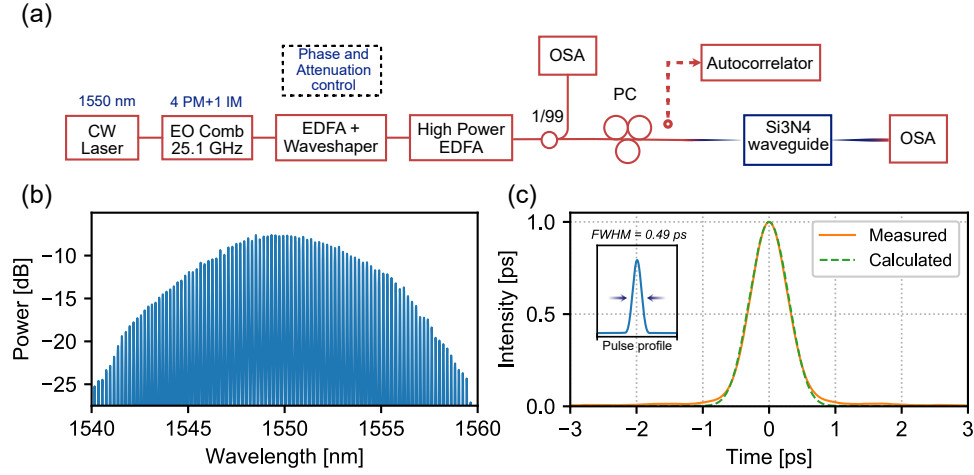 (a)
Phase and
Attenuation
control
OSA
Autocorrelator
1550 nm
4 PM+1 IM
1/99
PC
CW
Laser
EO Comb
25.1 GHz
EDFA +
Waveshaper
High Power
EDFA
Si3N4
waveguide
OSA
(b)
Power [dB]
−10
−15
−20
−25
1540
1545
1550
1555
1560
Wavelength [nm]
(c)
Intensity [ps]
1.0
0.5
0.0
FWHM = 0.49 ps
Pulse profile
Measured
Calculated
−3
−2
−1
0
1
2
3
Time [ps]